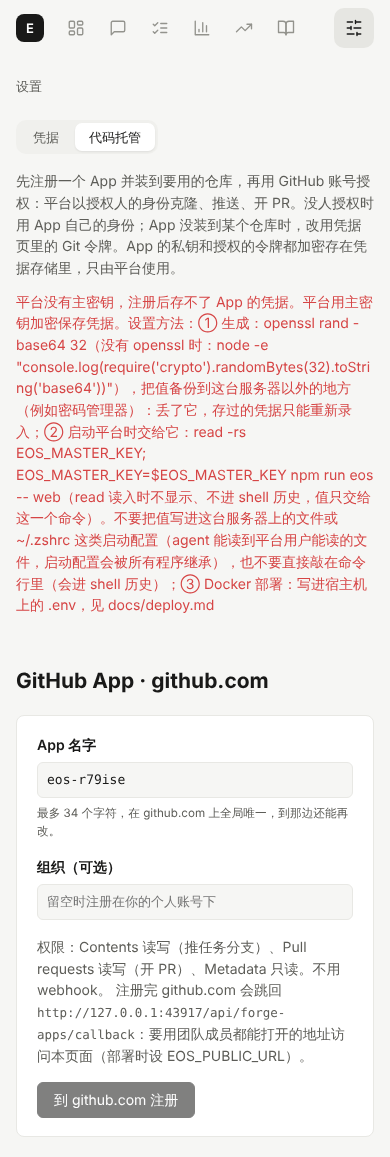 E
设置
凭据
代码托管
先注册一个 App 并装到要用的仓库，再用 GitHub 账号授
权：平台以授权人的身份克隆、推送、开 PR。没人授权时
用 App 自己的身份；App 没装到某个仓库时，改用凭据
页里的 Git 令牌。App 的私钥和授权的令牌都加密存在凭
据存储里，只由平台使用。
平台没有主密钥，注册后存不了 App 的凭据。平台用主密
钥加密保存凭据。设置方法：① 生成：openssl rand -
base64 32（没有 openssl 时：node -e
"console.log(require('crypto').randomBytes(32).toStri
ng('base64'))"），把值备份到这台服务器以外的地方
（例如密码管理器）：丢了它，存过的凭据只能重新录
入；② 启动平台时交给它：read -rs
EOS_MASTER_KEY;
EOS_MASTER_KEY=$EOS_MASTER_KEY npm run eos
-- web（read 读入时不显示、不进 shell 历史，值只交给
这一个命令）。不要把值写进这台服务器上的文件或
~/.zshrc 这类启动配置（agent 能读到平台用户能读的文
件，启动配置会被所有程序继承），也不要直接敲在命令
行里（会进 shell 历史）；③ Docker 部署：写进宿主机
上的 .env，见 docs/deploy.md
GitHub App · github.com
App 名字
eos-r79ise
最多 34 个字符，在 github.com 上全局唯一，到那边还能再
改。
组织（可选）
留空时注册在你的个人账号下
权限：Contents 读写（推任务分支）、Pull
requests 读写（开 PR）、Metadata 只读。不用
webhook。 注册完 github.com 会跳回
http://127.0.0.1:43917/api/forge-
apps/callback：要用团队成员都能打开的地址访
问本页面（部署时设 EOS_PUBLIC_URL）。
到 github.com 注册